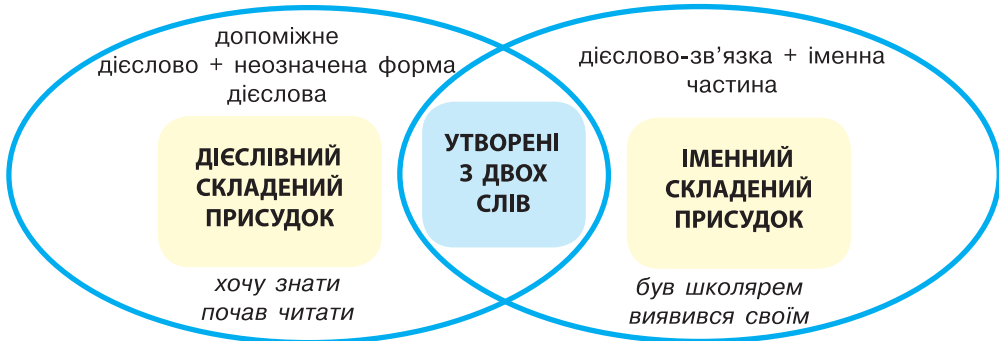 допоміжне
дієслово + неозначена форма
дієслова
ДІЄСЛІВНИЙ
СКЛАДЕНИЙ
ПРИСУДОК
хочу знати
почав читати
УТВОРЕНІ
З ДВОХ
СЛІВ
дієслово-зв’язка + іменна
частина
ІМЕННИЙ
СКЛАДЕНИЙ
ПРИСУДОК
був школярем
виявився своїм